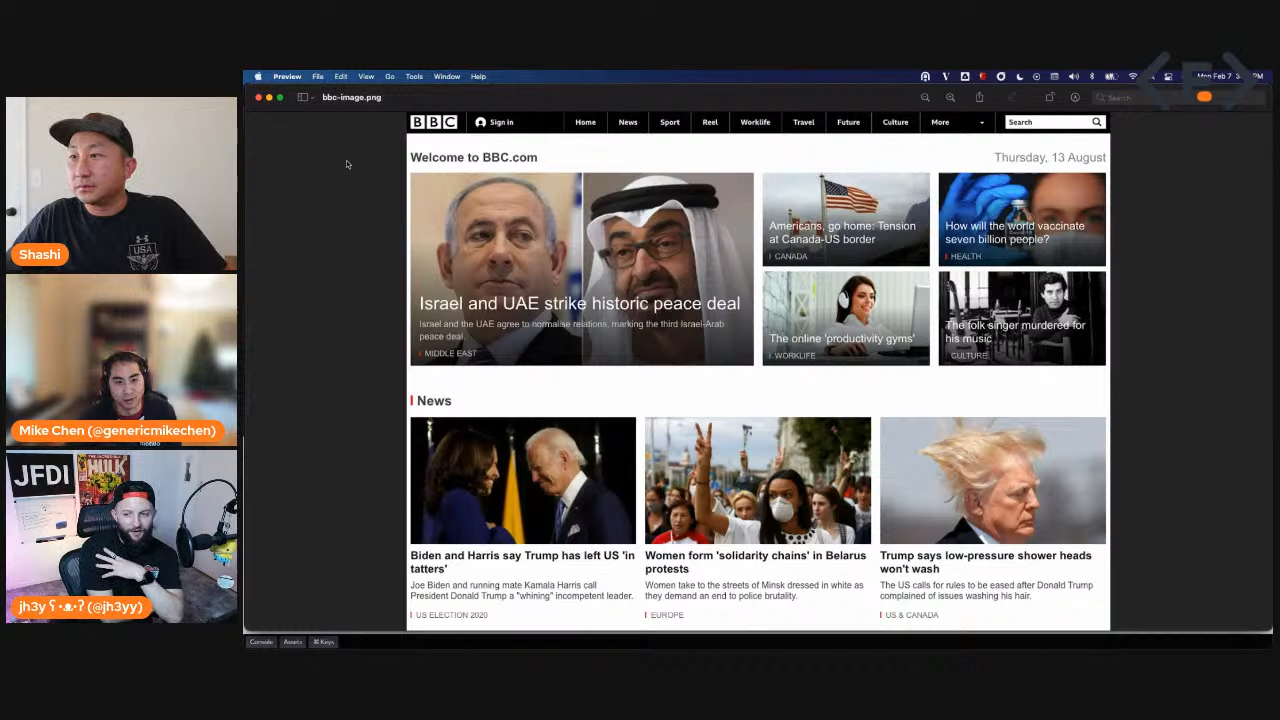 Preview File Edit View Go Tools Window Help
Mon Feb 7
PM
bbc-image.png
Search
BBC
Sign in
Home
News
Sport
Reel
Worklife
Travel
Future
Culture
More
Search
Welcome to BBC.com
Thursday, 13 August
Israel and UAE strike historic peace deal
Israel and the UAE agree to normalise relations, marking the third Israel-Arab
peace deal.
MIDDLE EAST
Americans, go home: Tension
at Canada-US border
CANADA
How will the world vaccinate
seven billion people?
HEALTH
The online 'productivity gyms'
WORKLIFE
The folk singer murdered for
his music
CULTURE
News
Biden and Harris say Trump has left US 'in
tatters'
Joe Biden and running mate Kamala Harris call
President Donald Trump a "whining" incompetent leader.
US ELECTION 2020
Women form 'solidarity chains' in Belarus
protests
Women take to the streets of Minsk dressed in white as
they demand an end to police brutality.
EUROPE
Trump says low-pressure shower heads
won't wash
The US calls for rules to be eased after Donald Trump
complained of issues washing his hair.
US & CANADA
Console
Assets
⌘ Keys
USA
Shashi
Mike Chen (@genericmikechen)
JFDI
HULK
jh3y ʕ •ᴥ•ʔ (@jh3yy)